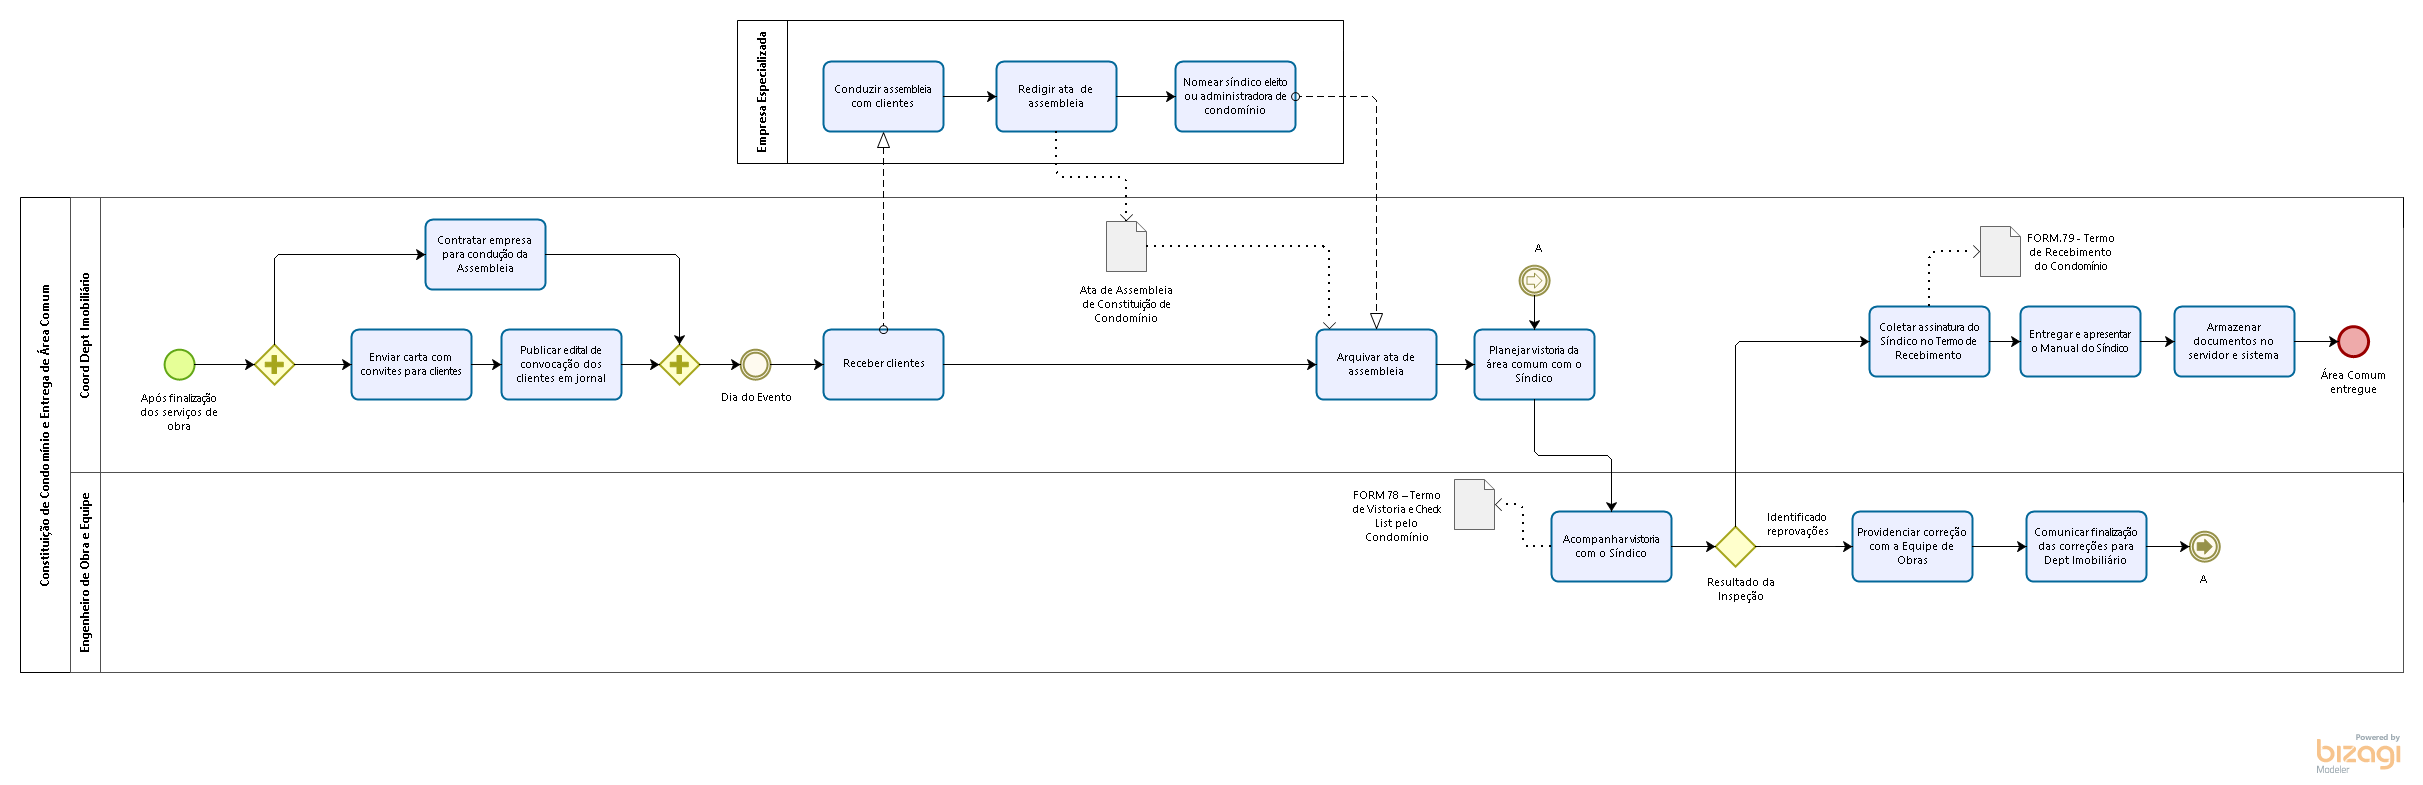 Empresa Especializada
Conduzir assembleia
com clientes
Redigir ata de
assembleia
Nomear síndico eleito
ou administradora de
condomínio
Constituição de Condomínio e Entrega de Área Comum
Coord Dept Imobiliário
Após finalização
dos serviços de
obra
Contratar empresa
para condução da
Assembleia
Enviar carta com
convites para clientes
Publicar edital de
convocação dos
clientes em jornal
Dia do Evento
Receber clientes
Ata de Assembleia
de Constituição de
Condomínio
Arquivar ata de
assembleia
A
Planejar vistoria da
área comum com o
Síndico
FORM.79 - Termo
de Recebimento
do Condomínio
Coletar assinatura do
Síndico no Termo de
Recebimento
Entregar e apresentar
o Manual do Síndico
Armazenar
documentos no
servidor e sistema
Área Comum
entregue
Engenheiro de Obra e Equipe
FORM 78 – Termo
de Vistoria e Check
List pelo
Condomínio
Acompanhar vistoria
com o Síndico
Resultado da
Inspeção
Identificado
reprovações
Providenciar correção
com a Equipe de
Obras
Comunicar finalização
das correções para
Dept Imobiliário
A
Powered by
bizagi
Modeler